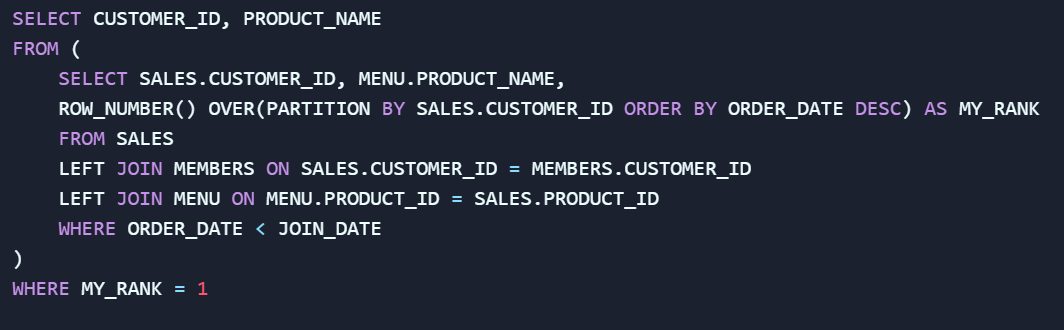 SELECT CUSTOMER_ID, PRODUCT_NAME
FROM (
    SELECT SALES.CUSTOMER_ID, MENU.PRODUCT_NAME,
    ROW_NUMBER() OVER(PARTITION BY SALES.CUSTOMER_ID ORDER BY ORDER_DATE DESC) AS MY_RANK
    FROM SALES
    LEFT JOIN MEMBERS ON SALES.CUSTOMER_ID = MEMBERS.CUSTOMER_ID
    LEFT JOIN MENU ON MENU.PRODUCT_ID = SALES.PRODUCT_ID
    WHERE ORDER_DATE < JOIN_DATE
)
WHERE MY_RANK = 1